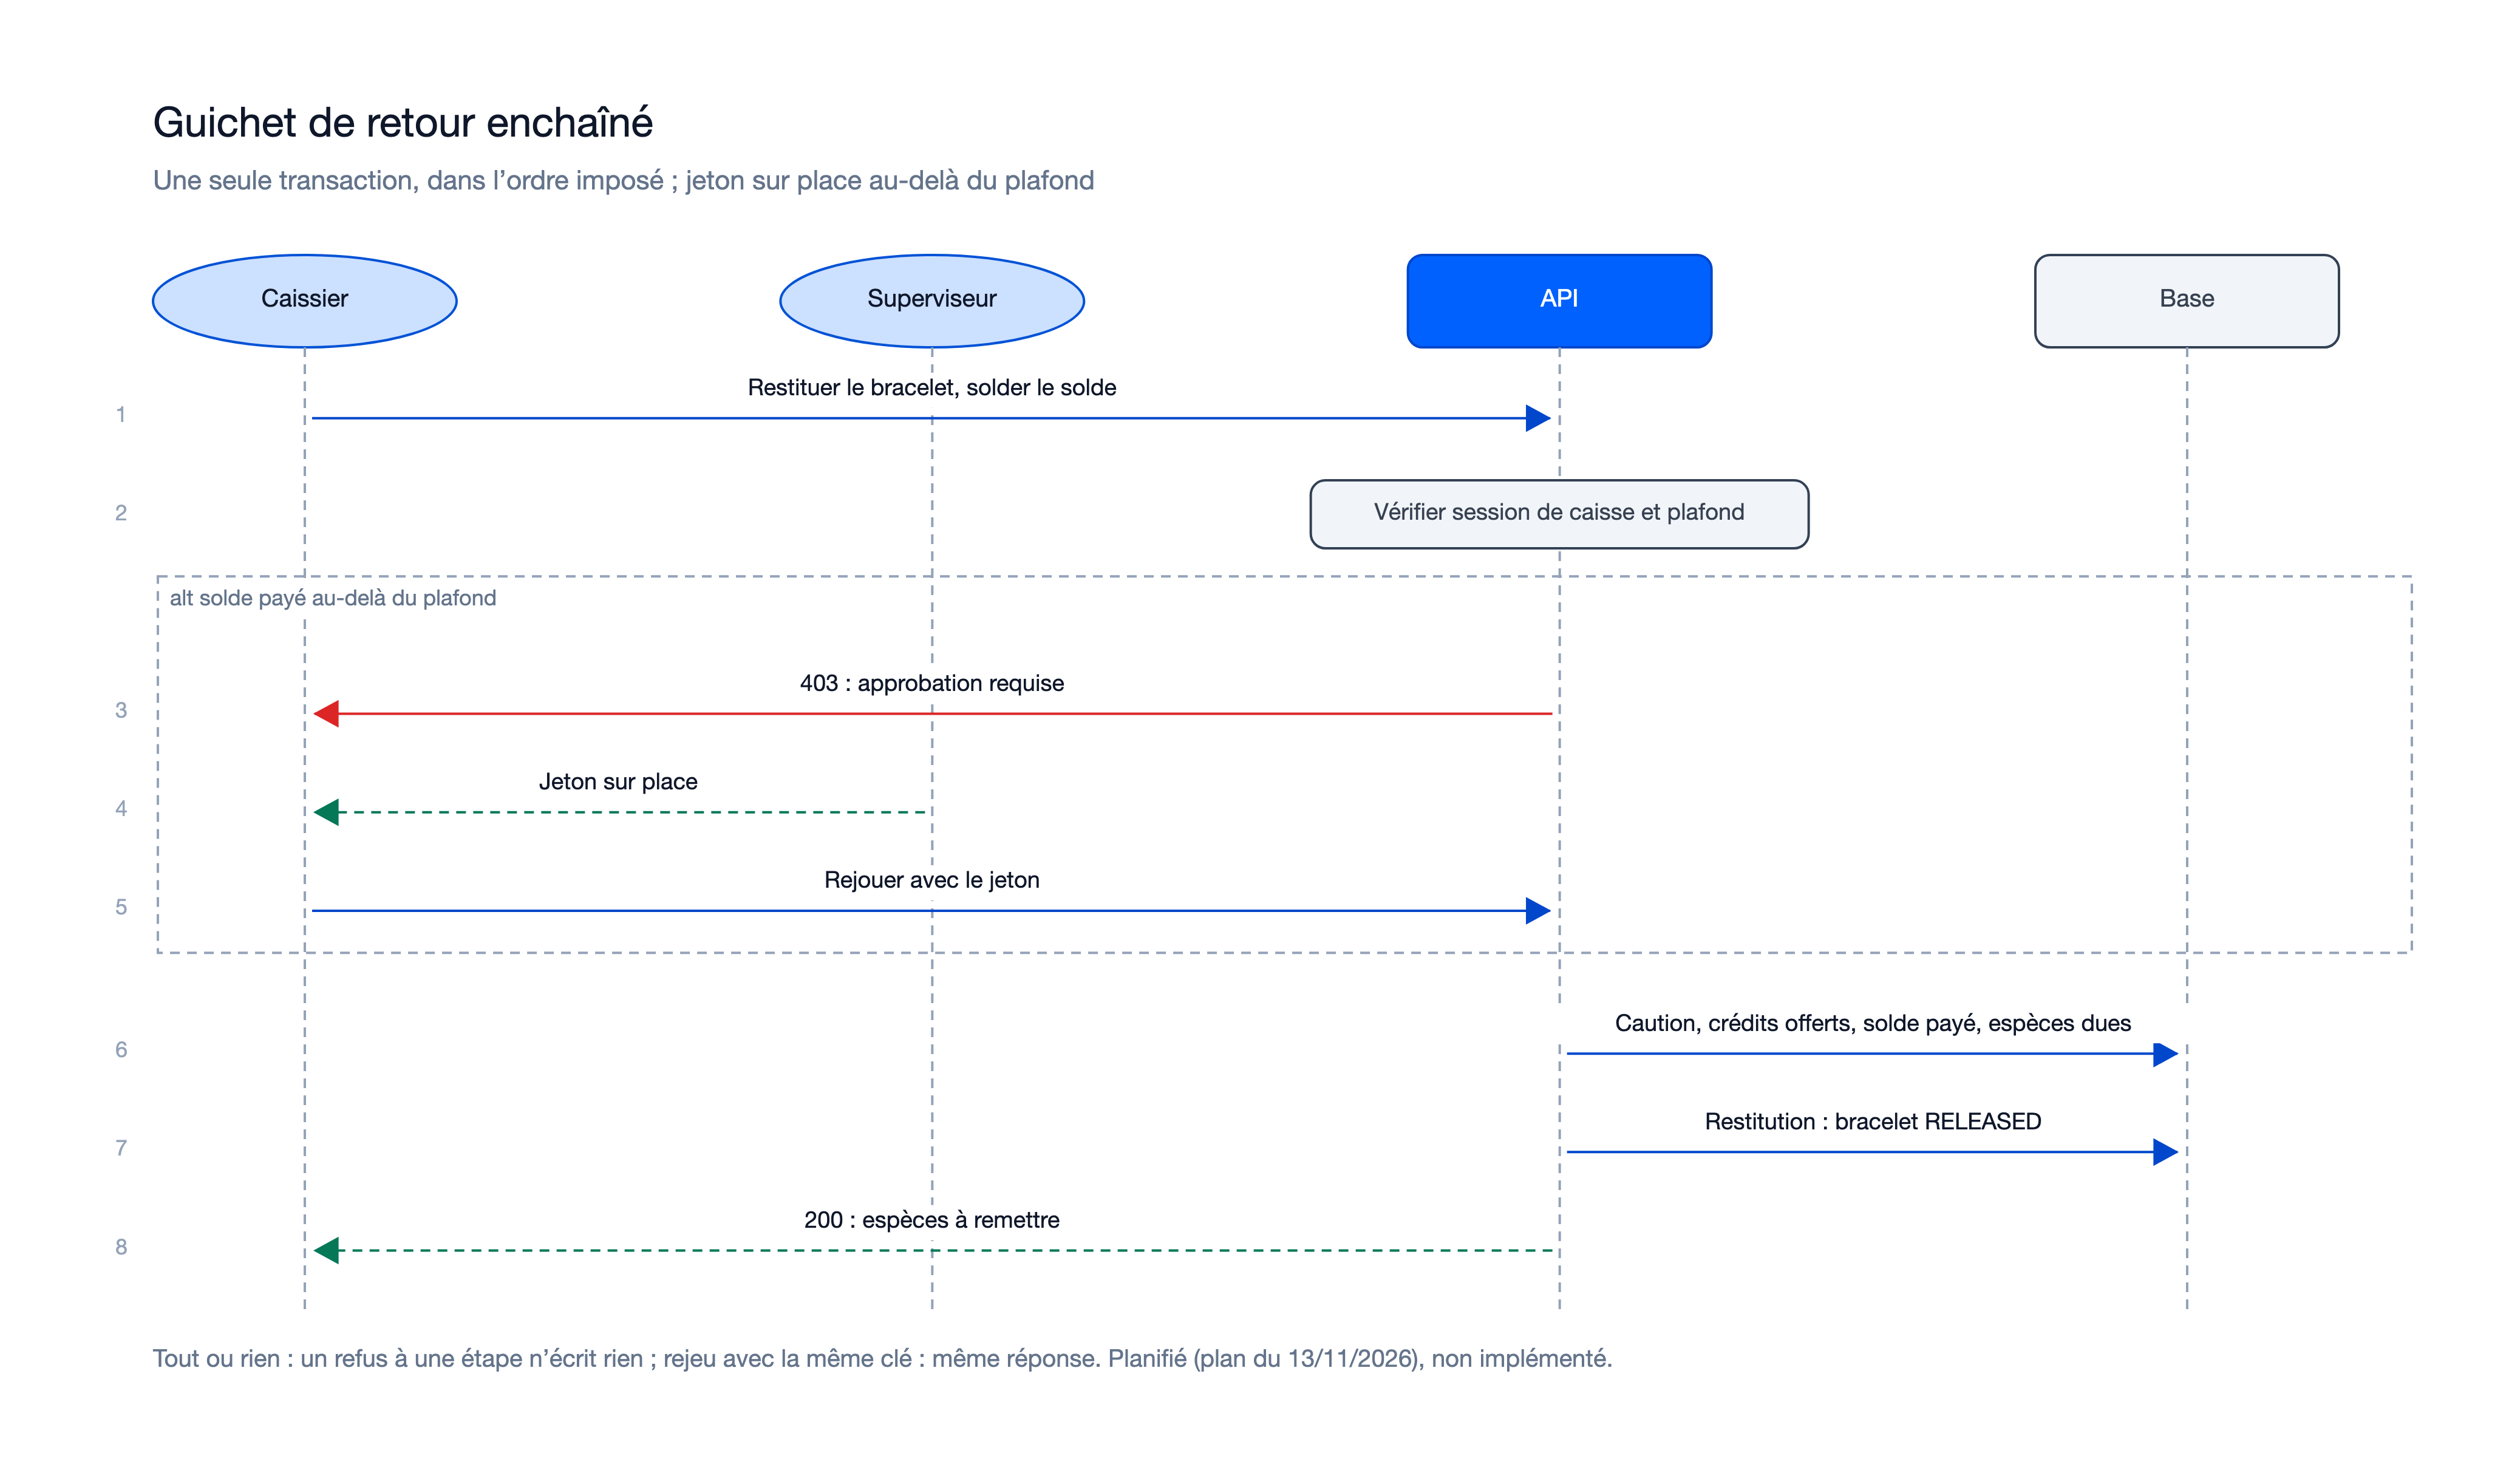 Guichet de retour enchaîné
Une seule transaction, dans l’ordre imposé ; jeton sur place au-delà du plafond
Caissier
Superviseur
API
Base
Restituer le bracelet, solder le solde
1
2
Vérifier session de caisse et plafond
alt solde payé au-delà du plafond
403 : approbation requise
3
Jeton sur place
4
Rejouer avec le jeton
5
Caution, crédits offerts, solde payé, espèces dues
6
Restitution : bracelet RELEASED
7
200 : espèces à remettre
8
Tout ou rien : un refus à une étape n’écrit rien ; rejeu avec la même clé : même réponse. Planifié (plan du 13/11/2026), non implémenté.